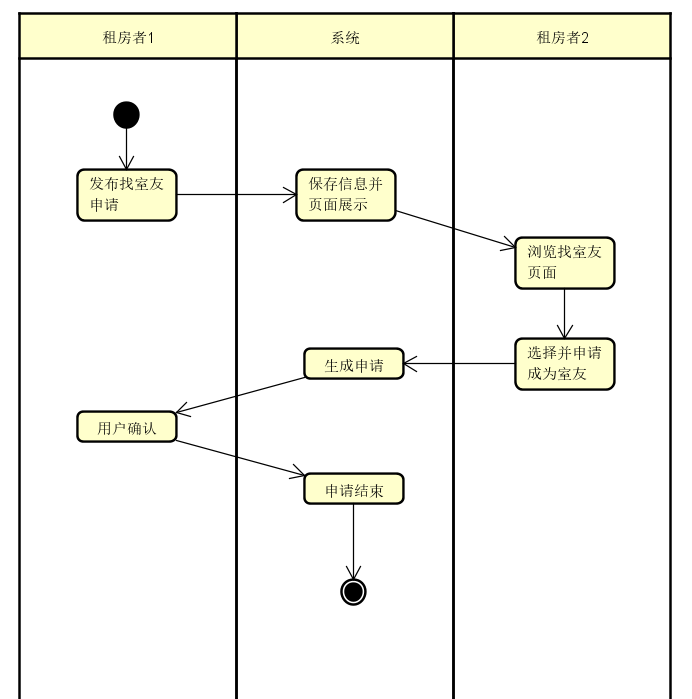 租房者1
系统
租房者2
发布找室友
申请
保存信息并
页面展示
浏览找室友
页面
选择并申请
成为室友
生成申请
用户确认
申请结束